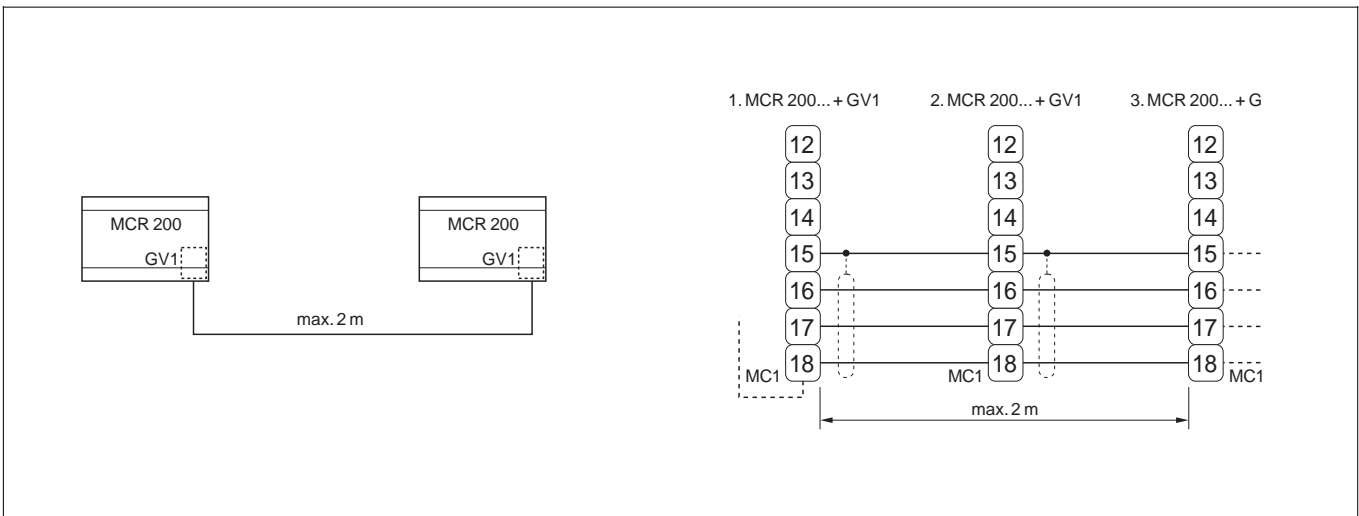 MCR 200
GV1
MCR 200
GV1
max. 2 m
1. MCR 200... + GV1 2. MCR 200... + GV1 3. MCR 200... + G
12 12 12
13 13 13
14 14 14
15 15 15
16 16 16
17 17 17
MC1 18 MC1 18 18 MC1
max. 2 m